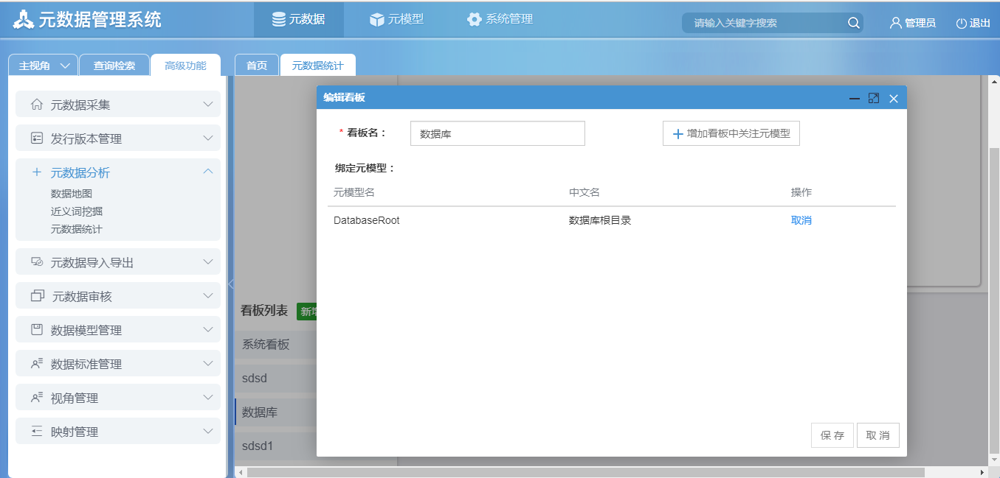 元数据管理系统
元数据
元模型
系统管理
请输入关键字搜索
管理员
退出
主视角
查询检索
高级功能
首页
元数据统计
元数据采集
发行版本管理
元数据分析
数据地图
近义词挖掘
元数据统计
元数据导入导出
元数据审核
数据模型管理
数据标准管理
视角管理
映射管理
看板列表
新增
系统看板
sdsd
数据库
sdsd1
编辑看板
* 看板名：
数据库
增加看板中关注元模型
绑定元模型：
元模型名 中文名 操作
DatabaseRoot 数据库根目录 取消
保存
取消